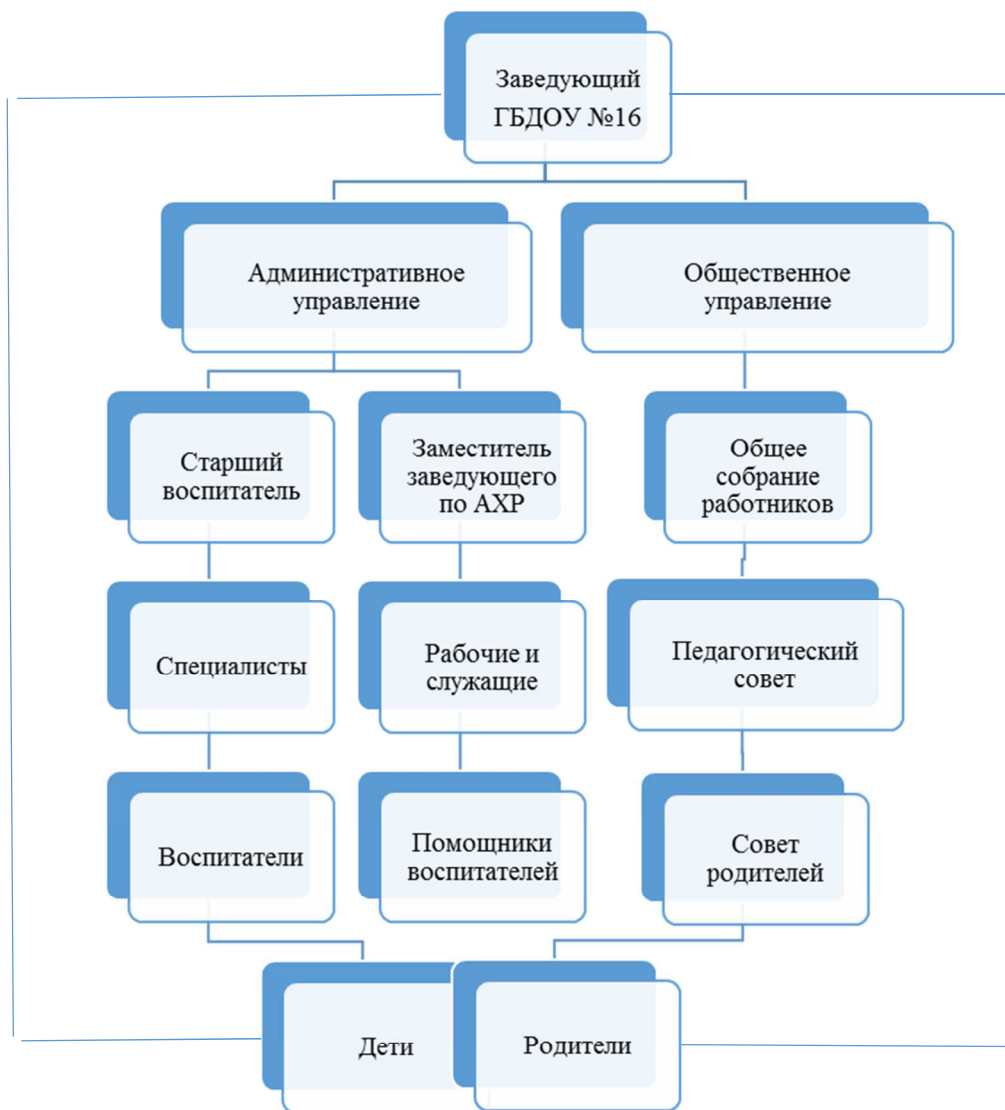 Заведующий
ГБДОУ №16
Административное
управление
Общественное
управление
Старший
воспитатель
Заместитель
заведующего
по АХР
Общее
собрание
работников
Специалисты
Рабочие и
служащие
Педагогический
совет
Воспитатели
Помощники
воспитателей
Совет
родителей
Дети
Родители